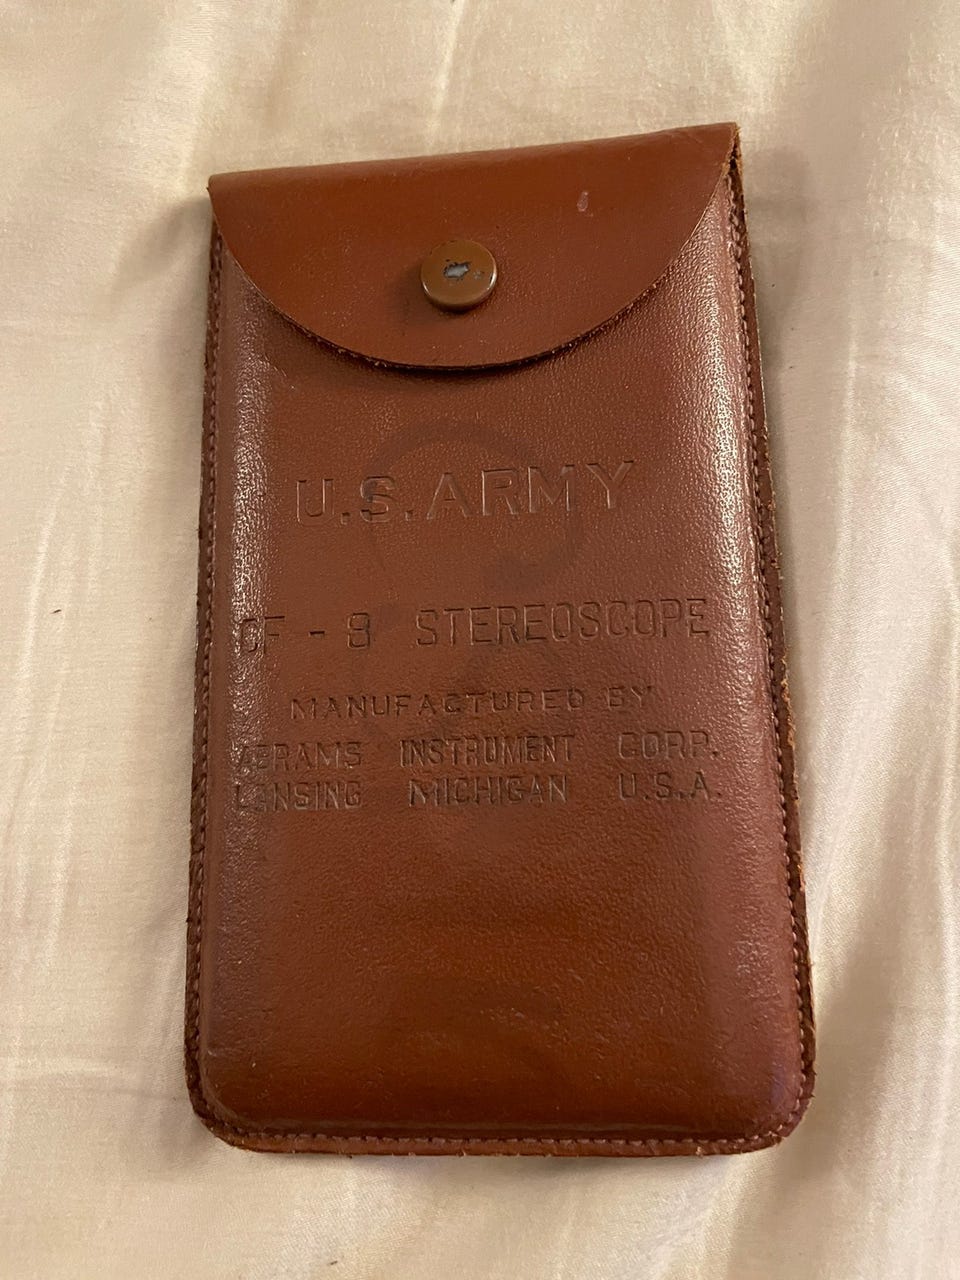 U.S. ARMY
CF - 8 STEREOSCOPE
MANUFACTURED BY
ABRAMS INSTRUMENT CORP.
LANSING MICHIGAN U.S.A.